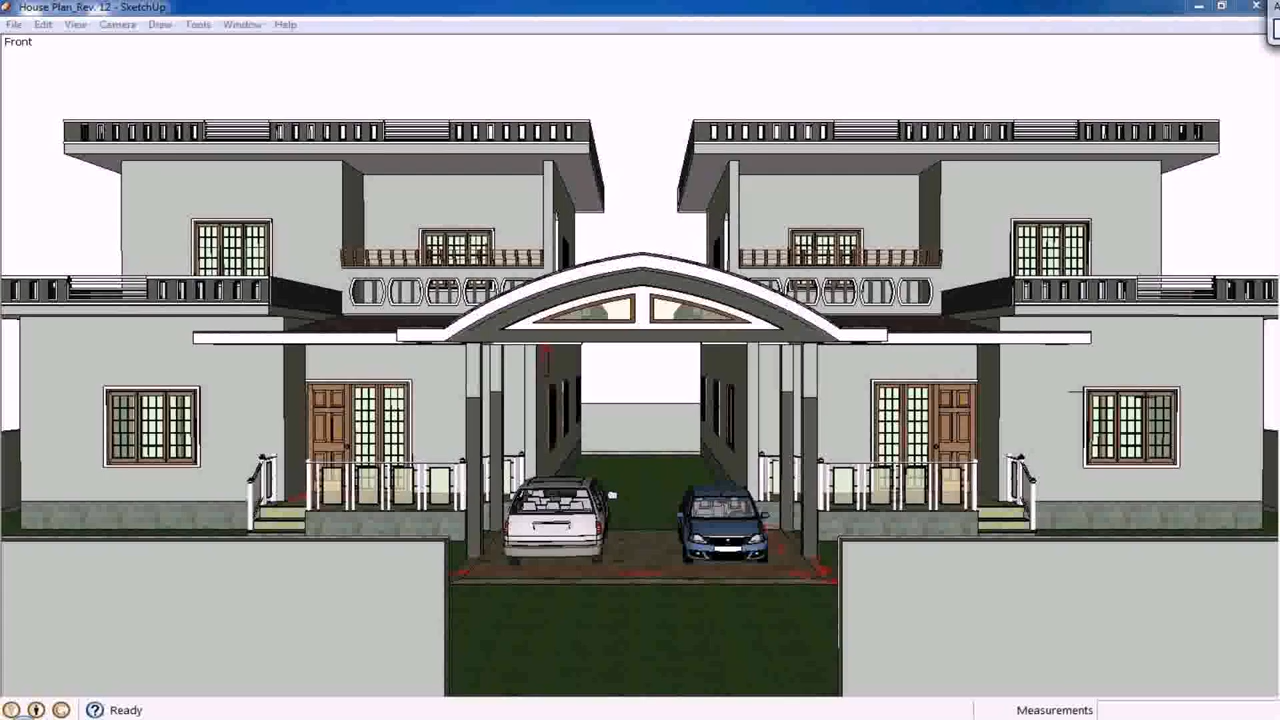 House Plan_Rev. 12 - SketchUp
File Edit View Camera Draw Tools Window Help
Front
Ready
Measurements